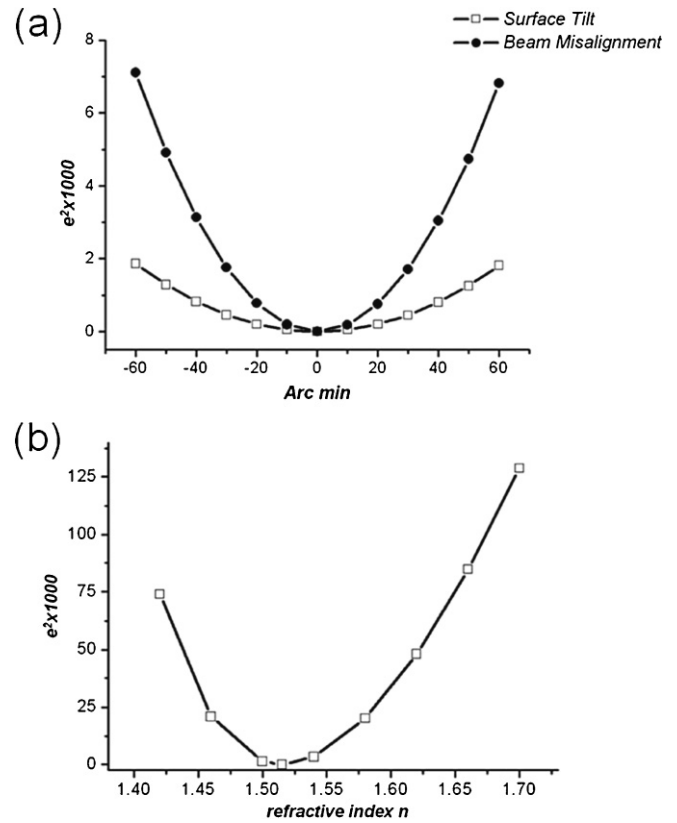 (a)
Surface Tilt
Beam Misalignment
8
6
4
2
0
e²x1000
-60 -40 -20 0 20 40 60
Arc min
(b)
125
100
75
50
25
0
e²x1000
1.40 1.45 1.50 1.55 1.60 1.65 1.70
refractive index n